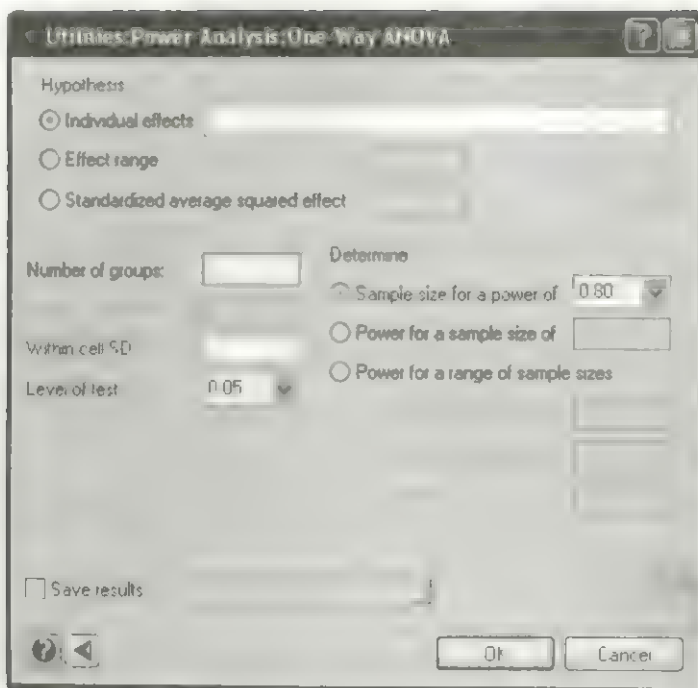 Utilities:Power Analysis:One-Way ANOVA
Hypothesis
Individual effects
Effect range
Standardized average squared effect
Number of groups:
Within cell SD
Level of test 0.05
Determine
Sample size for a power of 0.80
Power for a sample size of
Power for a range of sample sizes
Save results
OK
Cancel